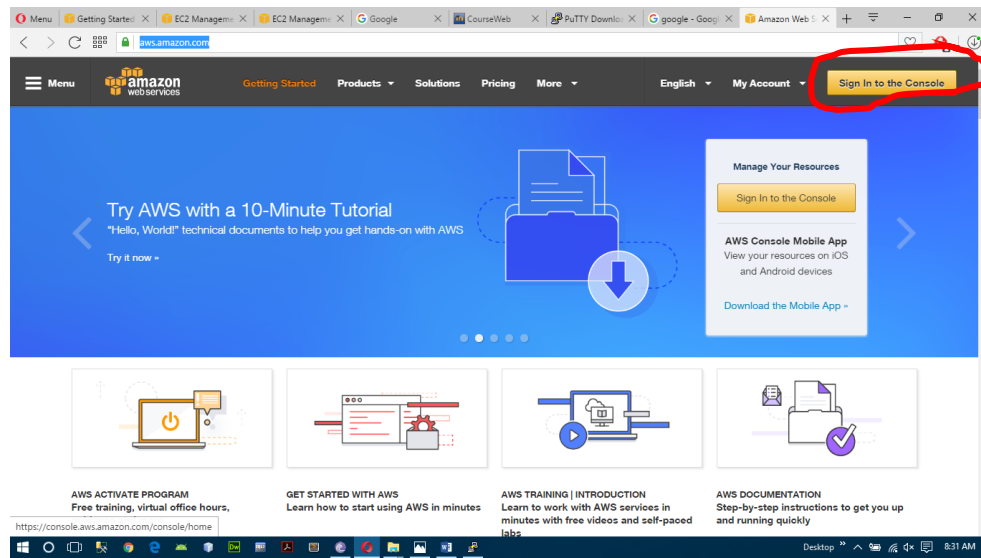 Menu
Getting Started
EC2 Manageme
EC2 Manageme
Google
CourseWeb
PuTTY Downlo
google - Goog
Amazon Web S
aws.amazon.com
Menu
amazon
webservices
Getting Started
Products
Solutions
Pricing
More
English
My Account
Sign In to the Console
Try AWS with a 10-Minute Tutorial
"Hello, World!" technical documents to help you get hands-on with AWS
Try it now »
Manage Your Resources
Sign In to the Console
AWS Console Mobile App
View your resources on iOS
and Android devices
Download the Mobile App »
AWS ACTIVATE PROGRAM
Free training, virtual office hours,
GET STARTED WITH AWS
Learn how to start using AWS in minutes
AWS TRAINING | INTRODUCTION
Learn to work with AWS services in
minutes with free videos and self-paced
labs
AWS DOCUMENTATION
Step-by-step instructions to get you up
and running quickly
https://console.aws.amazon.com/console/home
Dw
Desktop
8:31 AM